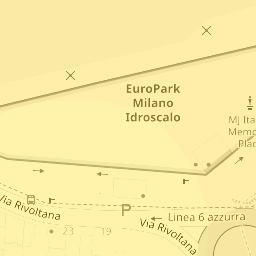 EuroPark
Milano
Idroscalo
MJ Ita
Memo
Plac
Via Rivoltana
P
Linea 6 azzurra
23
19
Via Rivoltana